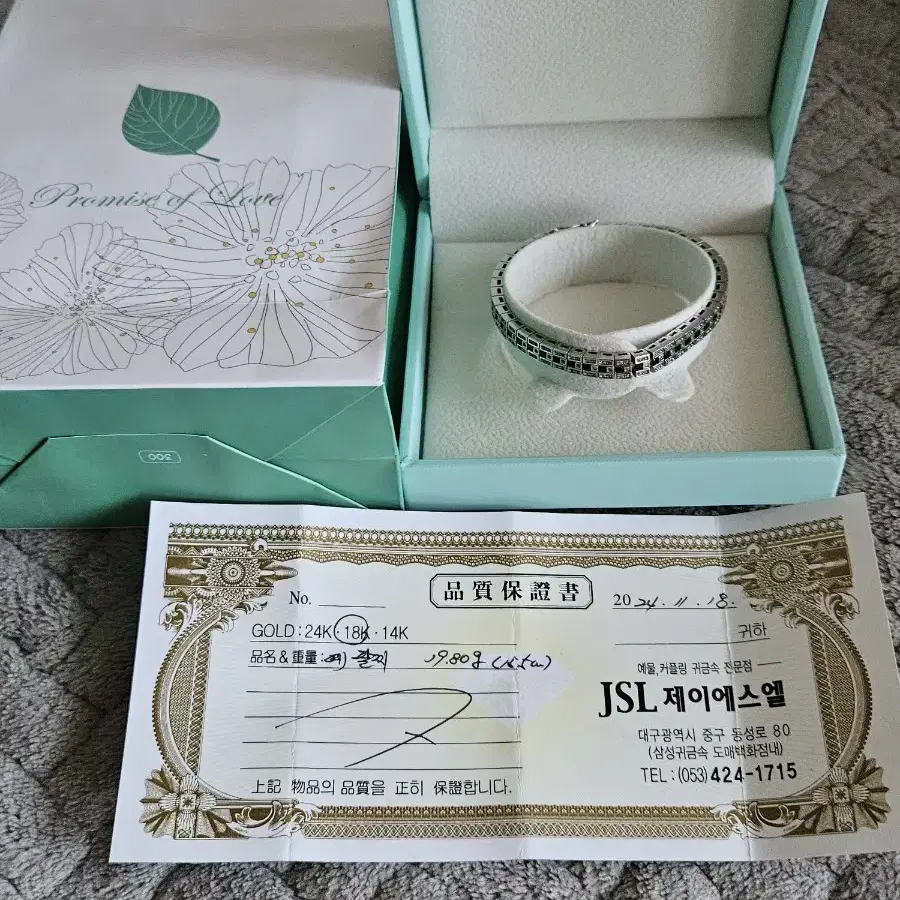 Promise of Love
300
品質保證書
No.
2024. 11. 18.
GOLD : 24K · 18K · 14K
귀하
品名 & 重量 : 팔찌 19.80g
예물, 커플링 귀금속 전문점
JSL 제이에스엘
대구광역시 중구 동성로 80
(삼성귀금속 도매백화점내)
TEL : (053) 424-1715
上記 物品의 品質을 正히 保證합니다.